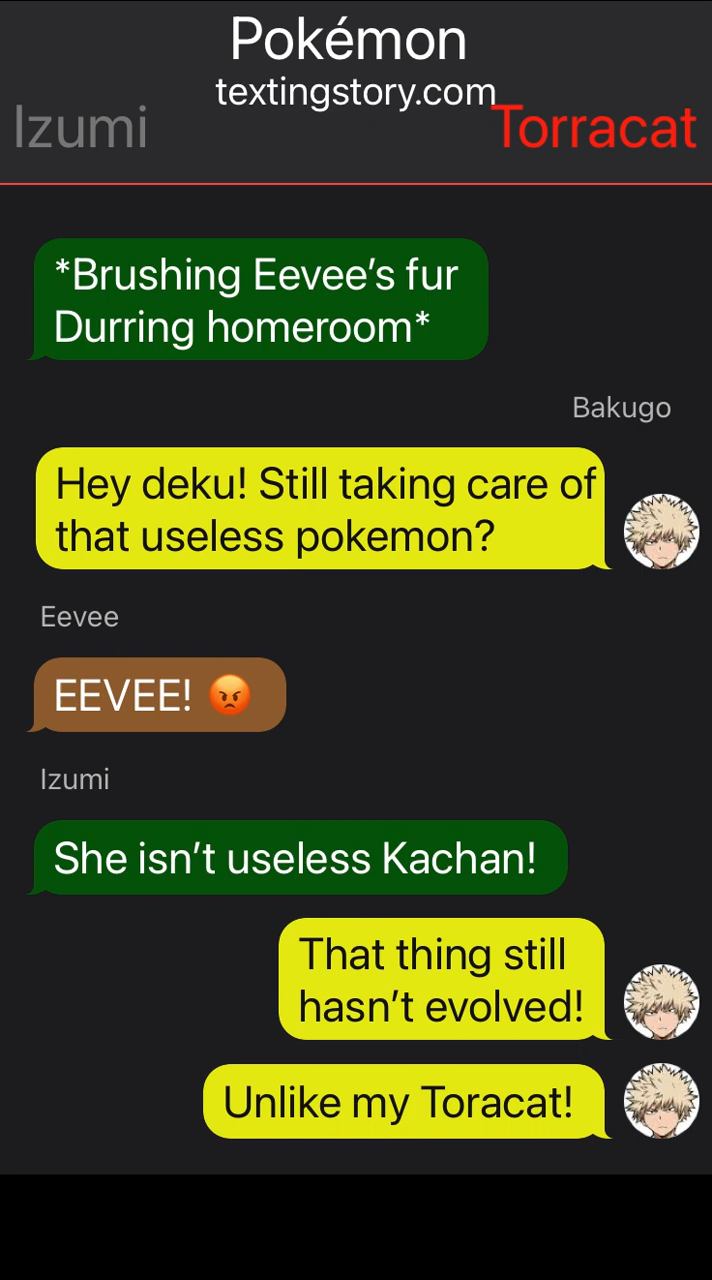 Pokémon
textingstory.com
Izumi
Torracat
*Brushing Eevee’s fur
Durring homeroom*
Bakugo
Hey deku! Still taking care of
that useless pokemon?
Eevee
EEVEE! 😡
Izumi
She isn’t useless Kachan!
That thing still
hasn’t evolved!
Unlike my Toracat!